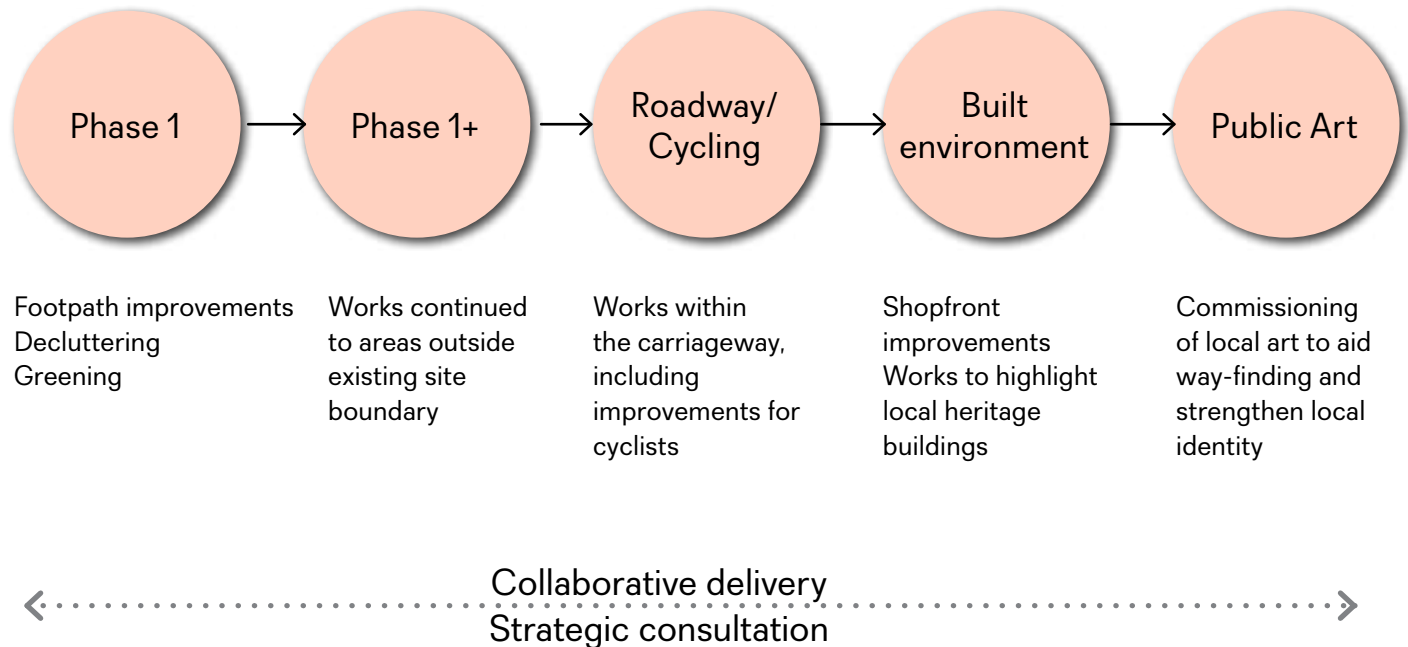 Phase 1
Phase 1+
Roadway/
Cycling
Built
environment
Public Art
Footpath improvements
Decluttering
Greening
Works continued
to areas outside
existing site
boundary
Works within
the carriageway,
including
improvements for
cyclists
Shopfront
improvements
Works to highlight
local heritage
buildings
Commissioning
of local art to aid
way-finding and
strengthen local
identity
Collaborative delivery
Strategic consultation